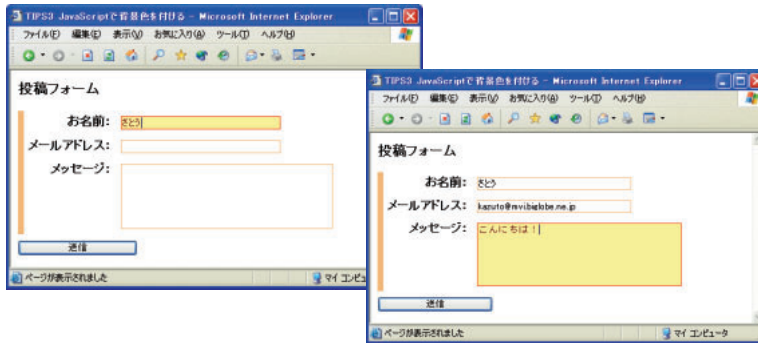 TIPS3 JavaScriptで背景色を付ける - Microsoft Internet Explorer
ファイル(F) 編集(E) 表示(V) お気に入り(A) ツール(T) ヘルプ(H)
投稿フォーム
お名前: さとう
メールアドレス:
メッセージ:
送信
ページが表示されました マイ コンピュ
TIPS3 JavaScriptで背景色を付ける - Microsoft Internet Explorer
ファイル(F) 編集(E) 表示(V) お気に入り(A) ツール(T) ヘルプ(H)
投稿フォーム
お名前: さとう
メールアドレス: kazuto@mvi.biglobe.ne.jp
メッセージ: こんにちは！
送信
ページが表示されました マイ コンピュータ